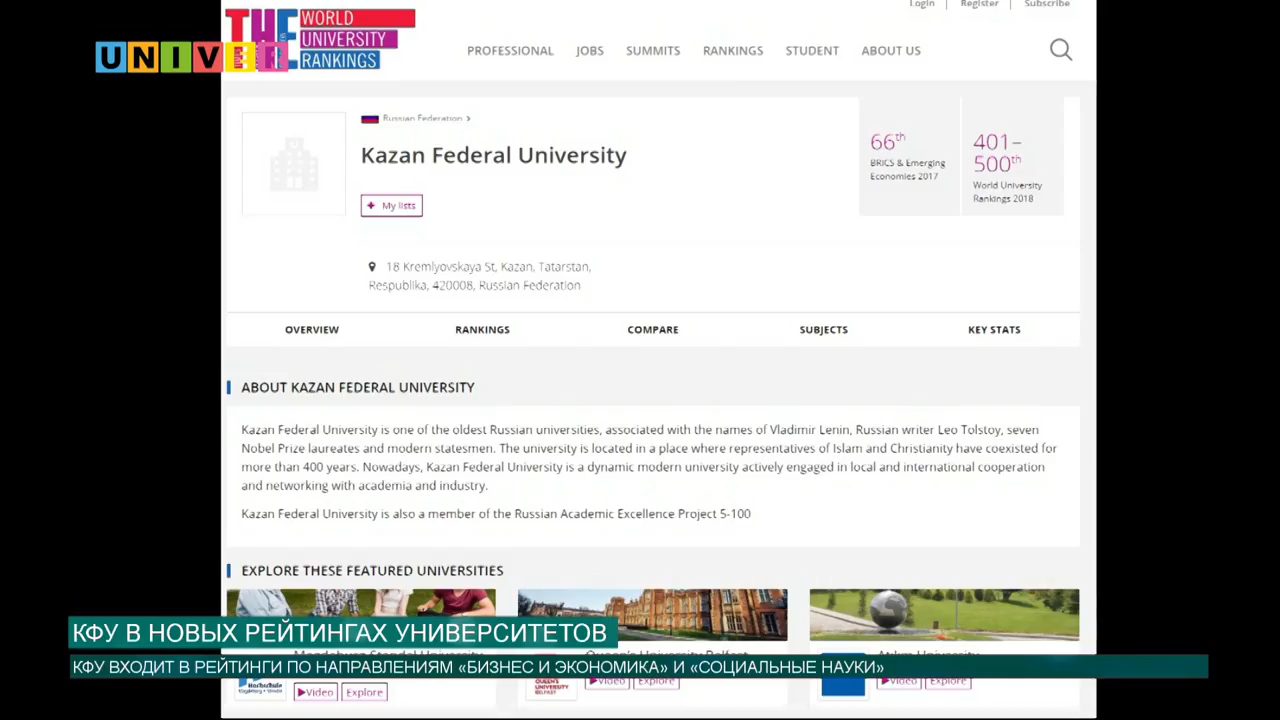 Login | Register | Subscribe
THE WORLD UNIVERSITY RANKINGS
UNIVER
PROFESSIONAL JOBS SUMMITS RANKINGS STUDENT ABOUT US
Russian Federation >
Kazan Federal University
+ My lists
66th
BRICS & Emerging
Economies 2017
401–
500th
World University
Rankings 2018
18 Kremlyovskaya St, Kazan, Tatarstan,
Respublika, 420008, Russian Federation
OVERVIEW RANKINGS COMPARE SUBJECTS KEY STATS
ABOUT KAZAN FEDERAL UNIVERSITY
Kazan Federal University is one of the oldest Russian universities, associated with the names of Vladimir Lenin, Russian writer Leo Tolstoy, seven
Nobel Prize laureates and modern statesmen. The university is located in a place where representatives of Islam and Christianity have coexisted for
more than 400 years. Nowadays, Kazan Federal University is a dynamic modern university actively engaged in local and international cooperation
and networking with academia and industry.
Kazan Federal University is also a member of the Russian Academic Excellence Project 5-100
EXPLORE THESE FEATURED UNIVERSITIES
КФУ В НОВЫХ РЕЙТИНГАХ УНИВЕРСИТЕТОВ
КФУ ВХОДИТ В РЕЙТИНГИ ПО НАПРАВЛЕНИЯМ «БИЗНЕС И ЭКОНОМИКА» И «СОЦИАЛЬНЫЕ НАУКИ»
Hochschule
Video Explore
QUEEN'S
UNIVERSITY
BELFAST
Video Explore
Video Explore